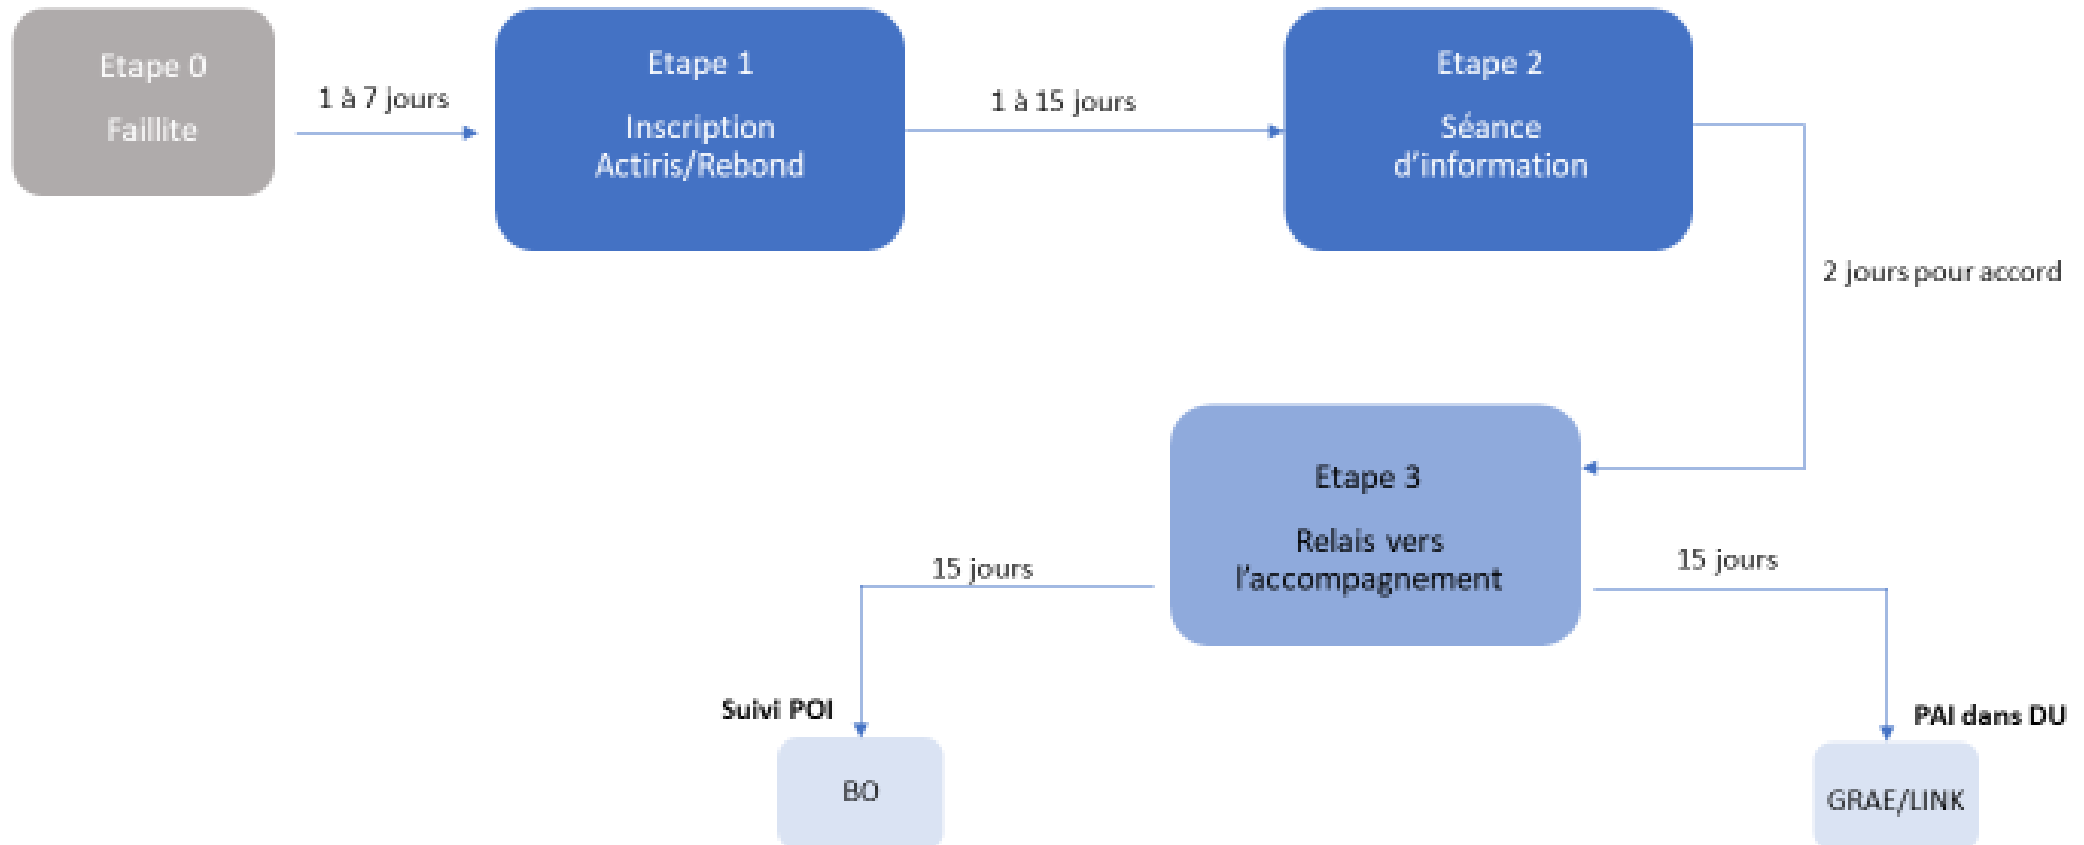 Etape 0
Faillite
1 à 7 jours
Etape 1
Inscription
Actiris/Rebond
1 à 15 jours
Etape 2
Séance
d'information
2 jours pour accord
Etape 3
Relais vers
l'accompagnement
15 jours
15 jours
Suivi POI
BO
PAI dans DU
GRAE/LINK